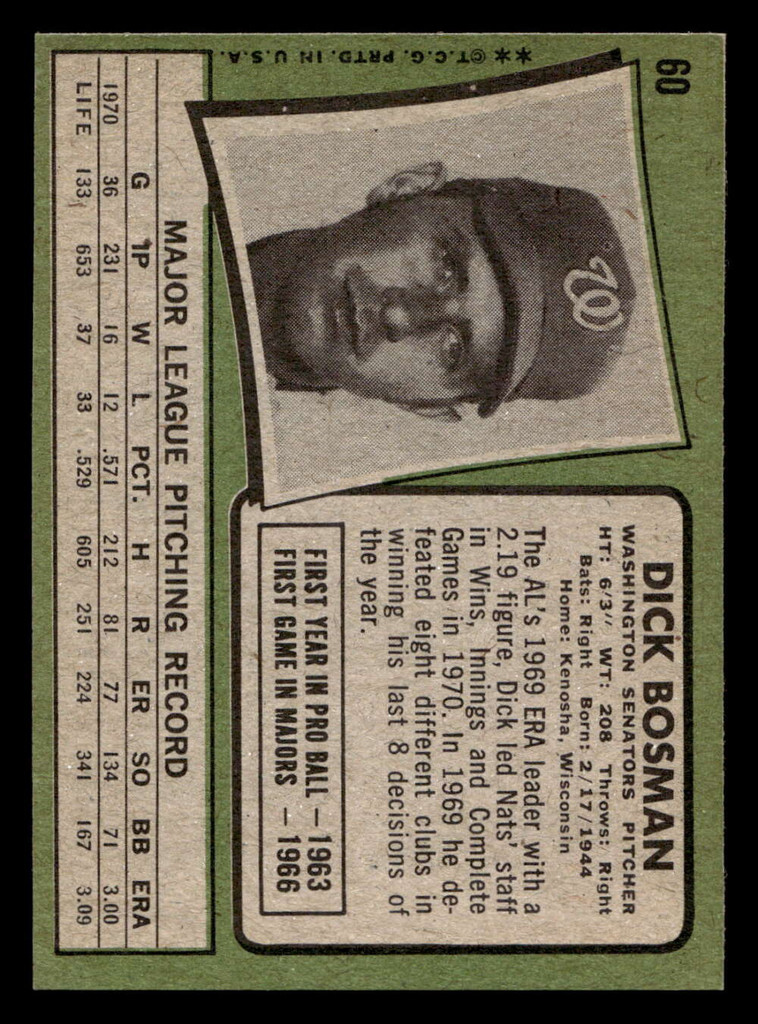 60
**©T.C.G. PRTD. IN U.S.A.
W
DICK BOSMAN
WASHINGTON SENATORS PITCHER
HT: 6/3" WT: 208 Throws: Right
Bats: Right Born: 2/17/1944
Home: Kenosha, Wisconsin
The AL's 1969 ERA leader with a
2.19 figure, Dick led Nats' staff
in Wins, Innings and Complete
Games in 1970. In 1969 he de-
feated eight different clubs in
winning his last 8 decisions of
the year.
FIRST YEAR IN PRO BALL — 1963
FIRST GAME IN MAJORS — 1966
MAJOR LEAGUE PITCHING RECORD
G IP W L PCT. H R ER SO BB ERA
1970 36 231 16 12 .571 212 81 77 134 71 3.00
LIFE 133 653 37 33 .529 605 251 224 341 167 3.09